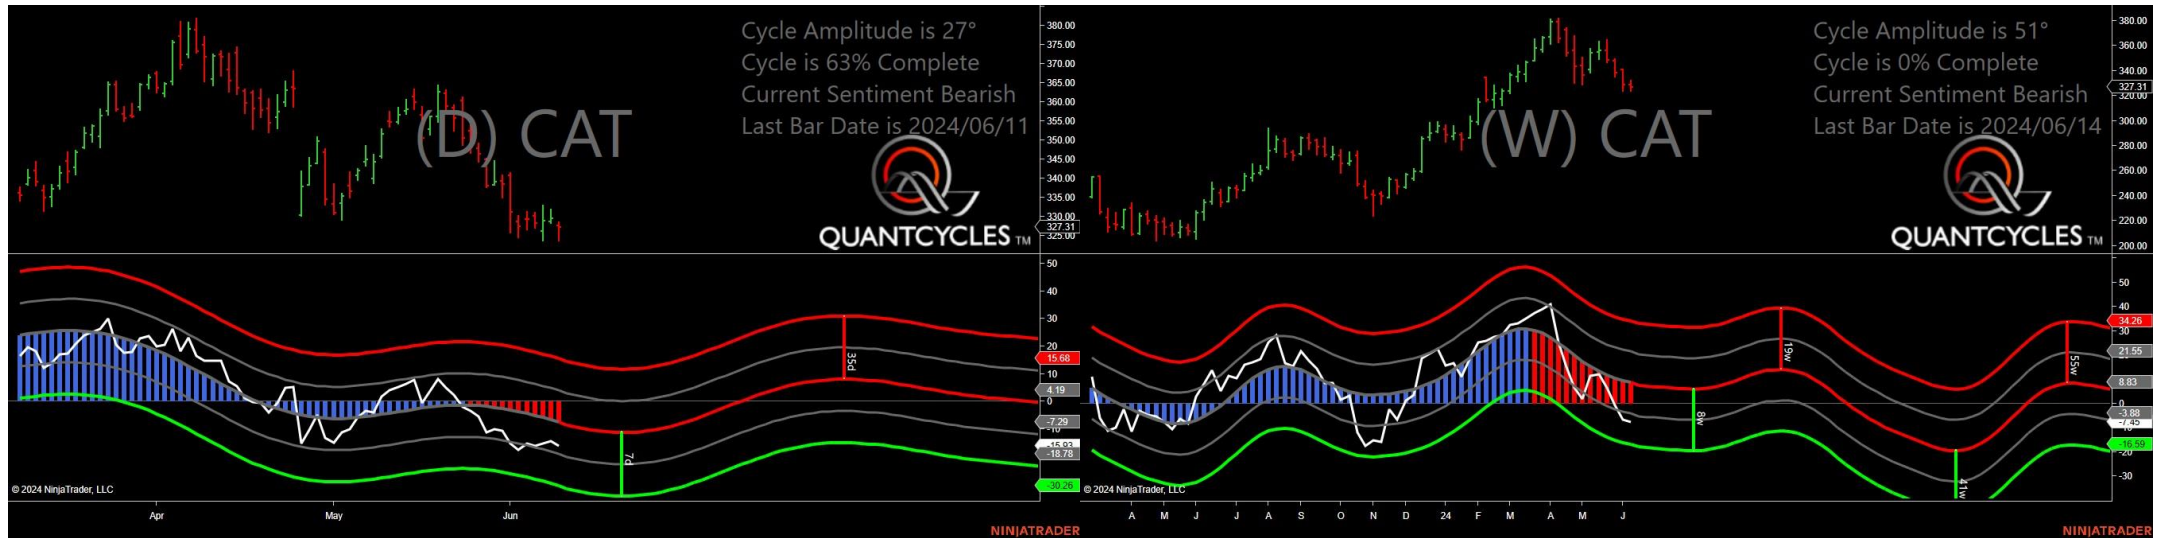 Cycle Amplitude is 27°
Cycle is 63% Complete
Current Sentiment Bearish
Last Bar Date is 2024/06/11
(D) CAT
QUANTCYCLES TM
380.00
375.00
370.00
365.00
360.00
355.00
350.00
345.00
340.00
335.00
330.00
327.31
325.00
50
40
30
20
15.68
10
4.19
0
-7.29
-10
-15.93
-18.78
-30.26
35d
7d
© 2024 NinjaTrader, LLC
Apr
May
Jun
NINJATRADER
Cycle Amplitude is 51°
Cycle is 0% Complete
Current Sentiment Bearish
Last Bar Date is 2024/06/14
(W) CAT
QUANTCYCLES TM
380.00
360.00
340.00
327.31
320.00
300.00
280.00
260.00
240.00
220.00
200.00
50
40
34.26
30
21.55
8.83
0
-3.88
-7.45
-16.59
-20
-30
19w
55w
8w
41w
© 2024 NinjaTrader, LLC
A
M
J
J
A
S
O
N
D
24
F
M
A
M
J
NINJATRADER